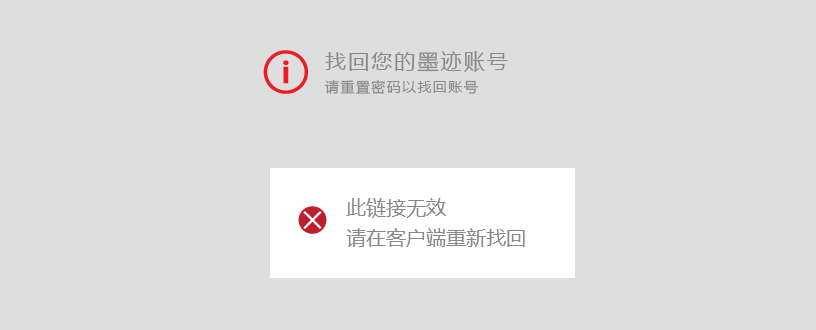 找回您的墨迹账号
请重置密码以找回账号
此链接无效
请在客户端重新找回